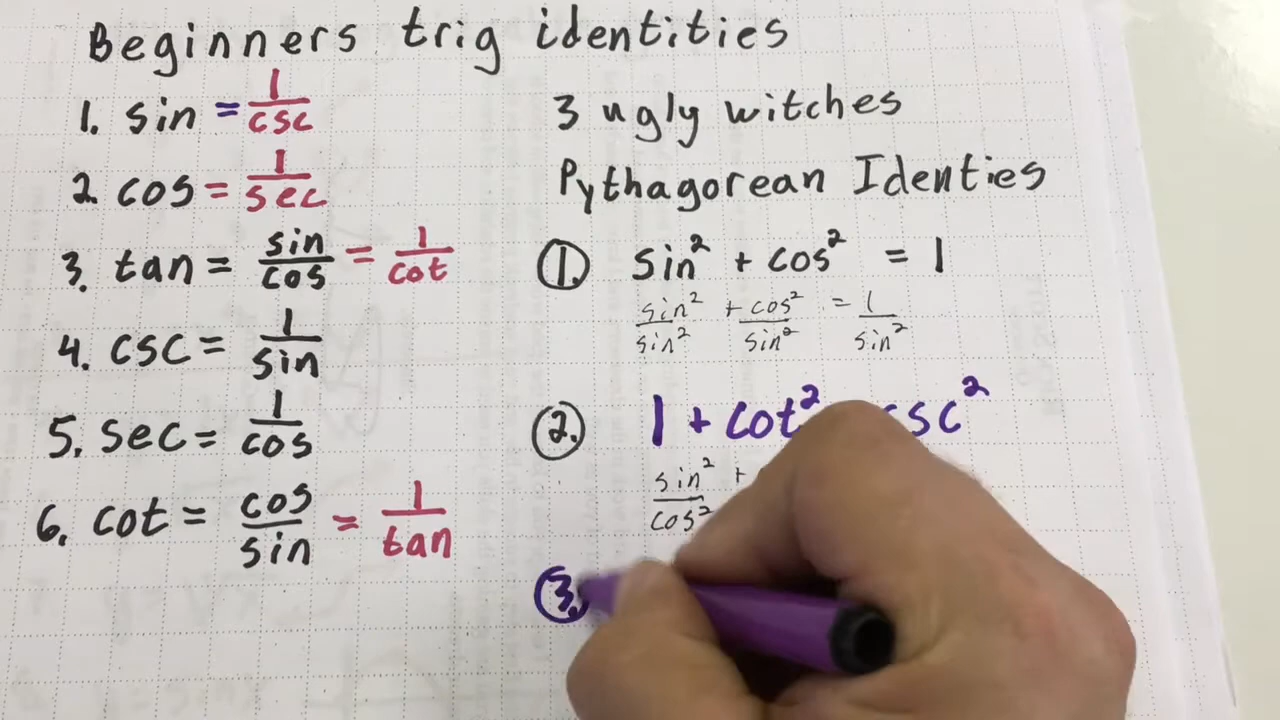 Beginners trig identities
1. sin = 1/csc
2. cos = 1/sec
3. tan = sin/cos = 1/cot
4. csc = 1/sin
5. sec = 1/cos
6. cot = cos/sin = 1/tan
3 ugly witches
Pythagorean Identies
1. sin² + cos² = 1
sin²/sin² + cos²/sin² = 1/sin²
2. 1 + cot² csc²
sin²/cos² +
3.